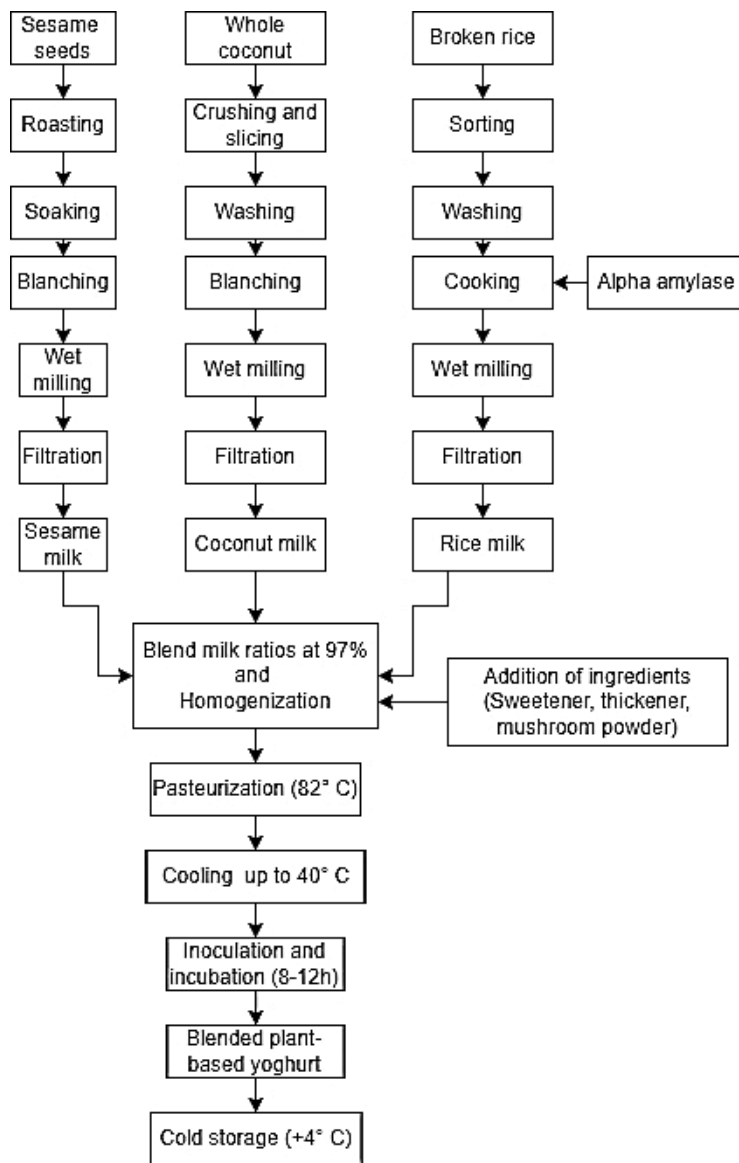 Sesame
seeds
Whole
coconut
Broken rice
Roasting
Crushing and
slicing
Sorting
Soaking
Washing
Washing
Blanching
Blanching
Cooking
Alpha amylase
Wet
milling
Wet milling
Wet milling
Filtration
Filtration
Filtration
Sesame
milk
Coconut milk
Rice milk
Blend milk ratios at 97%
and
Homogenization
Addition of ingredients
(Sweetener, thickener,
mushroom powder)
Pasteurization (82° C)
Cooling up to 40° C
Inoculation and
incubation (8-12h)
Blended plant-
based yoghurt
Cold storage (+4° C)